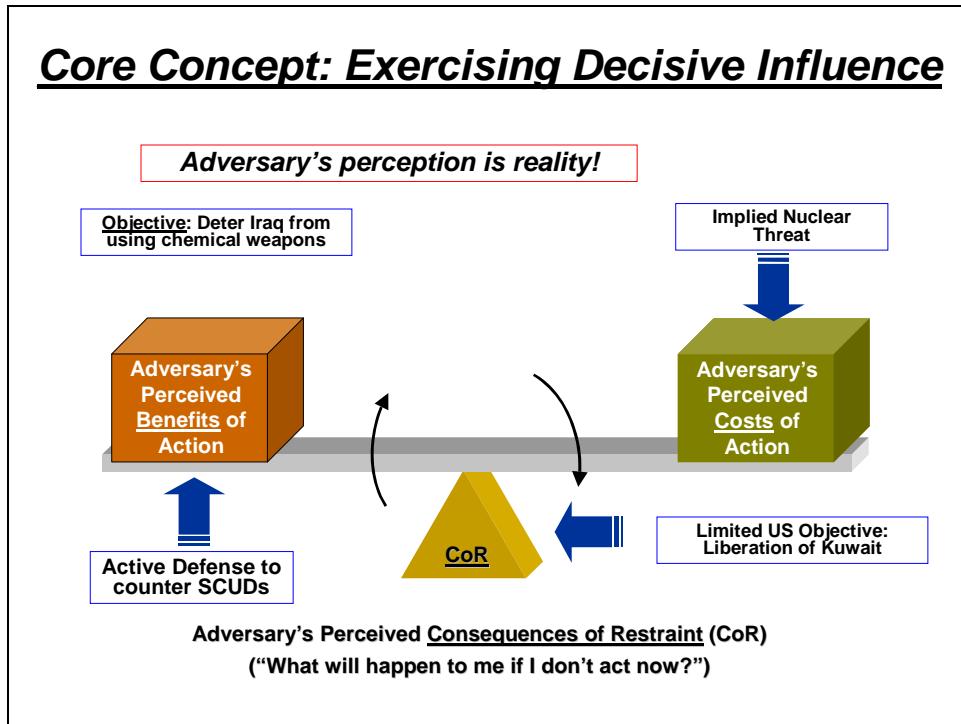 Core Concept: Exercising Decisive Influence
Adversary’s perception is reality!
Objective: Deter Iraq from
using chemical weapons
Implied Nuclear
Threat
Adversary’s
Perceived
Benefits of
Action
Adversary’s
Perceived
Costs of
Action
CoR
Active Defense to
counter SCUDs
Limited US Objective:
Liberation of Kuwait
Adversary’s Perceived Consequences of Restraint (CoR)
(“What will happen to me if I don’t act now?”)